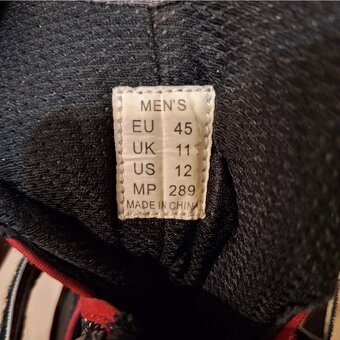 MEN'S
EU 45
UK 11
US 12
MP 289
MADE IN CHINA